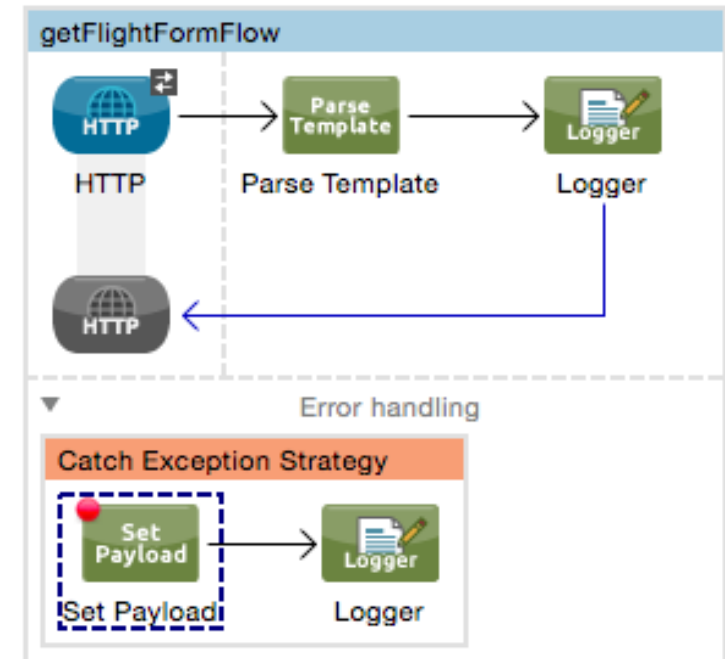 getFlightFormFlow
HTTP
Parse
Template
Logger
HTTP
Parse Template
Logger
HTTP
Error handling
Catch Exception Strategy
Set
Payload
Logger
Set Payload
Logger